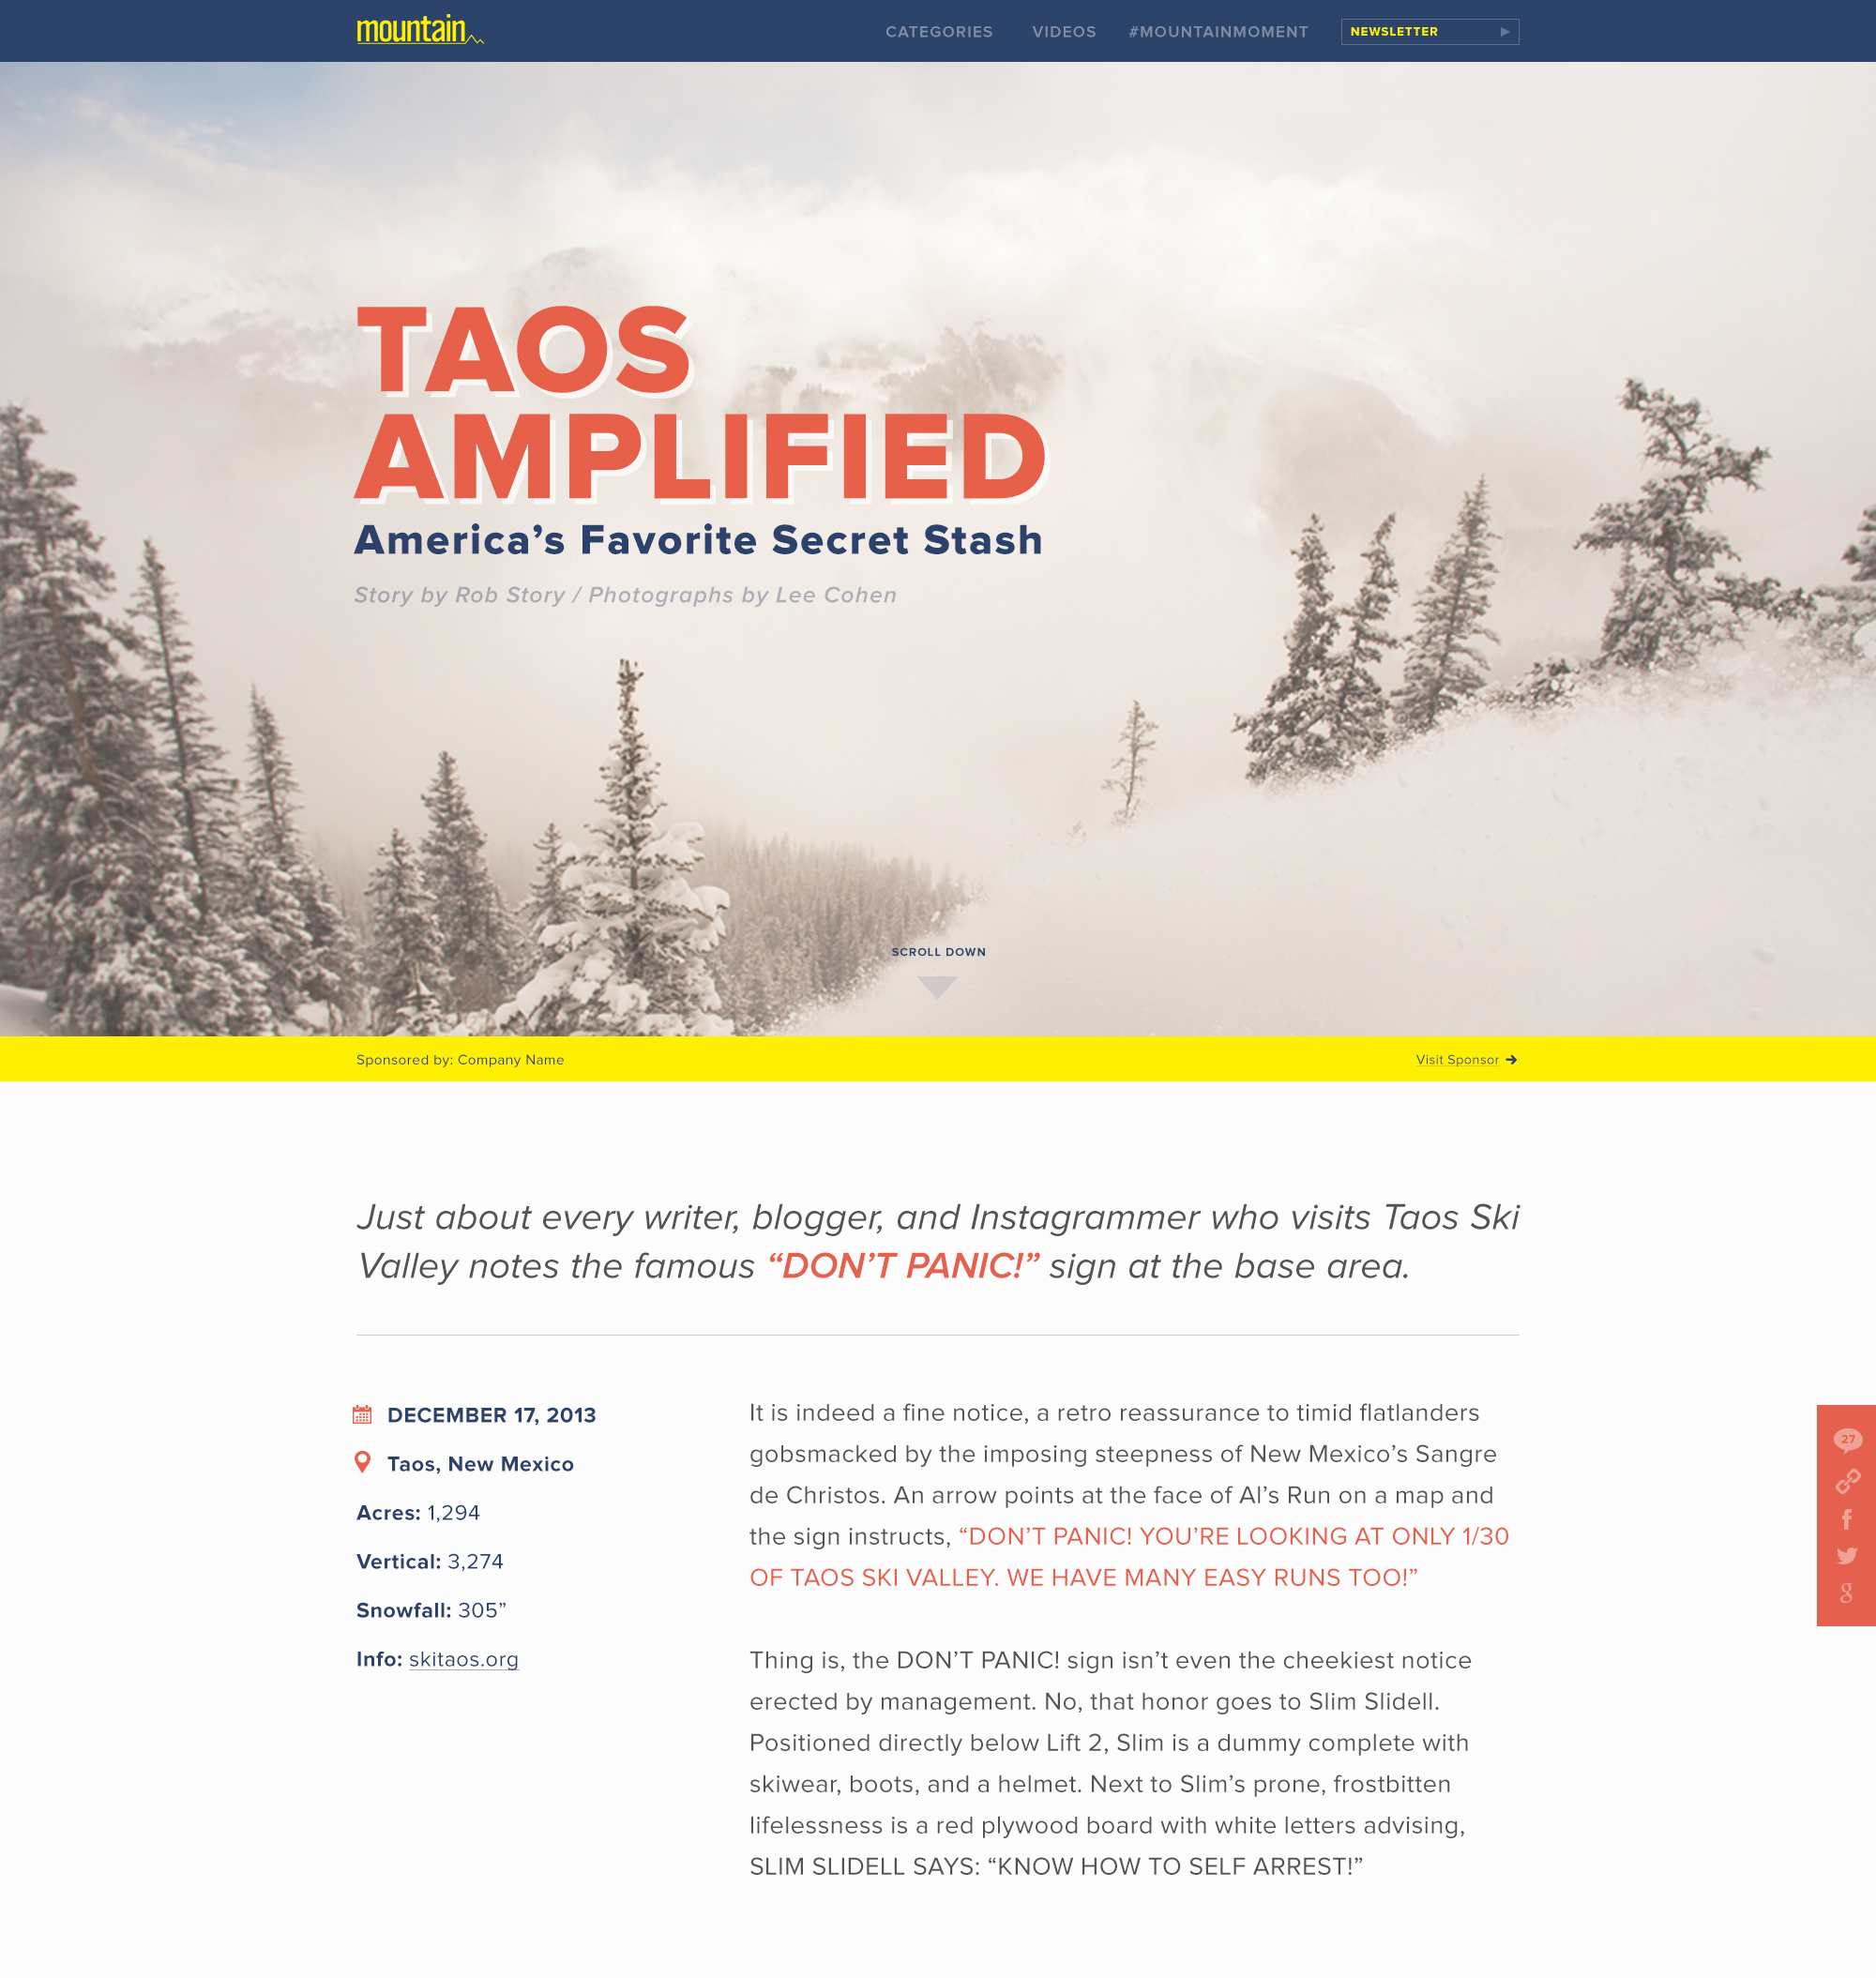 mountain
CATEGORIES VIDEOS #MOUNTAINMOMENT NEWSLETTER
TAOS
AMPLIFIED
America’s Favorite Secret Stash
Story by Rob Story / Photographs by Lee Cohen
SCROLL DOWN
Sponsored by: Company Name
Visit Sponsor
Just about every writer, blogger, and Instagrammer who visits Taos Ski
Valley notes the famous “DON’T PANIC!” sign at the base area.
DECEMBER 17, 2013
Taos, New Mexico
Acres: 1,294
Vertical: 3,274
Snowfall: 305”
Info: skitaos.org
It is indeed a fine notice, a retro reassurance to timid flatlanders
gobsmacked by the imposing steepness of New Mexico’s Sangre
de Christos. An arrow points at the face of Al’s Run on a map and
the sign instructs, “DON’T PANIC! YOU’RE LOOKING AT ONLY 1/30
OF TAOS SKI VALLEY. WE HAVE MANY EASY RUNS TOO!”
Thing is, the DON’T PANIC! sign isn’t even the cheekiest notice
erected by management. No, that honor goes to Slim Slidell.
Positioned directly below Lift 2, Slim is a dummy complete with
skiwear, boots, and a helmet. Next to Slim’s prone, frostbitten
lifelessness is a red plywood board with white letters advising,
SLIM SLIDELL SAYS: “KNOW HOW TO SELF ARREST!”
27